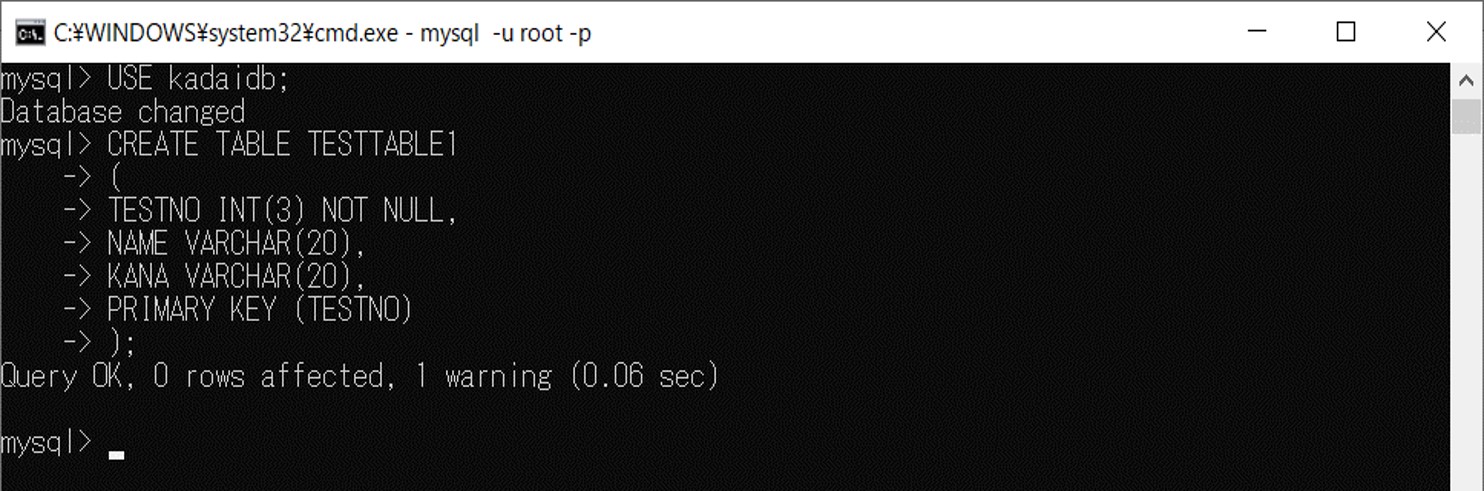 C:¥WINDOWS¥system32¥cmd.exe - mysql  -u root -p
mysql> USE kadaidb;
Database changed
mysql> CREATE TABLE TESTTABLE1
    -> (
    -> TESTNO INT(3) NOT NULL,
    -> NAME VARCHAR(20),
    -> KANA VARCHAR(20),
    -> PRIMARY KEY (TESTNO)
    -> );
Query OK, 0 rows affected, 1 warning (0.06 sec)
mysql>